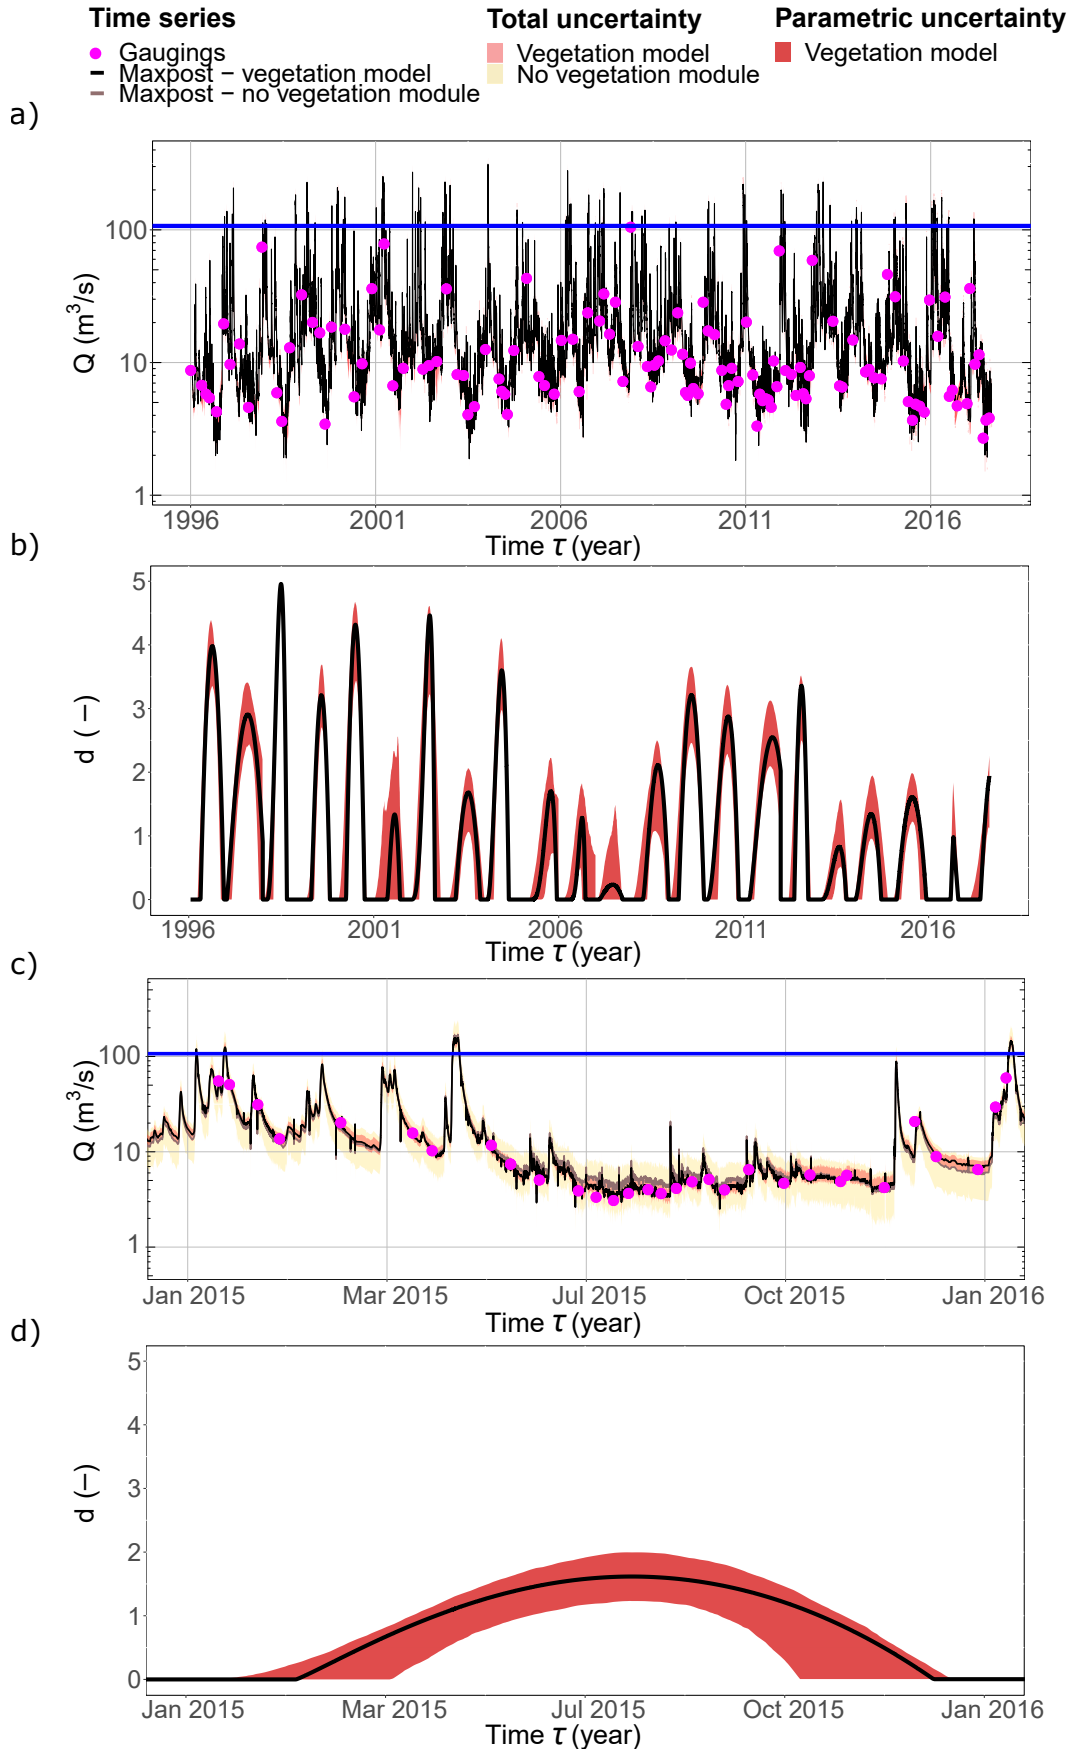 Time series
Total uncertainty
Parametric uncertainty
Gaugings
Vegetation model
Vegetation model
Maxpost − vegetation model
No vegetation module
Maxpost − no vegetation module
a)
Q (m³/s)
100
10
1
1996
2001
2006
2011
2016
Time τ (year)
b)
d (−)
5
4
3
2
1
0
1996
2001
2006
2011
2016
Time τ (year)
c)
Q (m³/s)
100
10
1
Jan 2015
Mar 2015
Jul 2015
Oct 2015
Jan 2016
Time τ (year)
d)
d (−)
5
4
3
2
1
0
Jan 2015
Mar 2015
Jul 2015
Oct 2015
Jan 2016
Time τ (year)